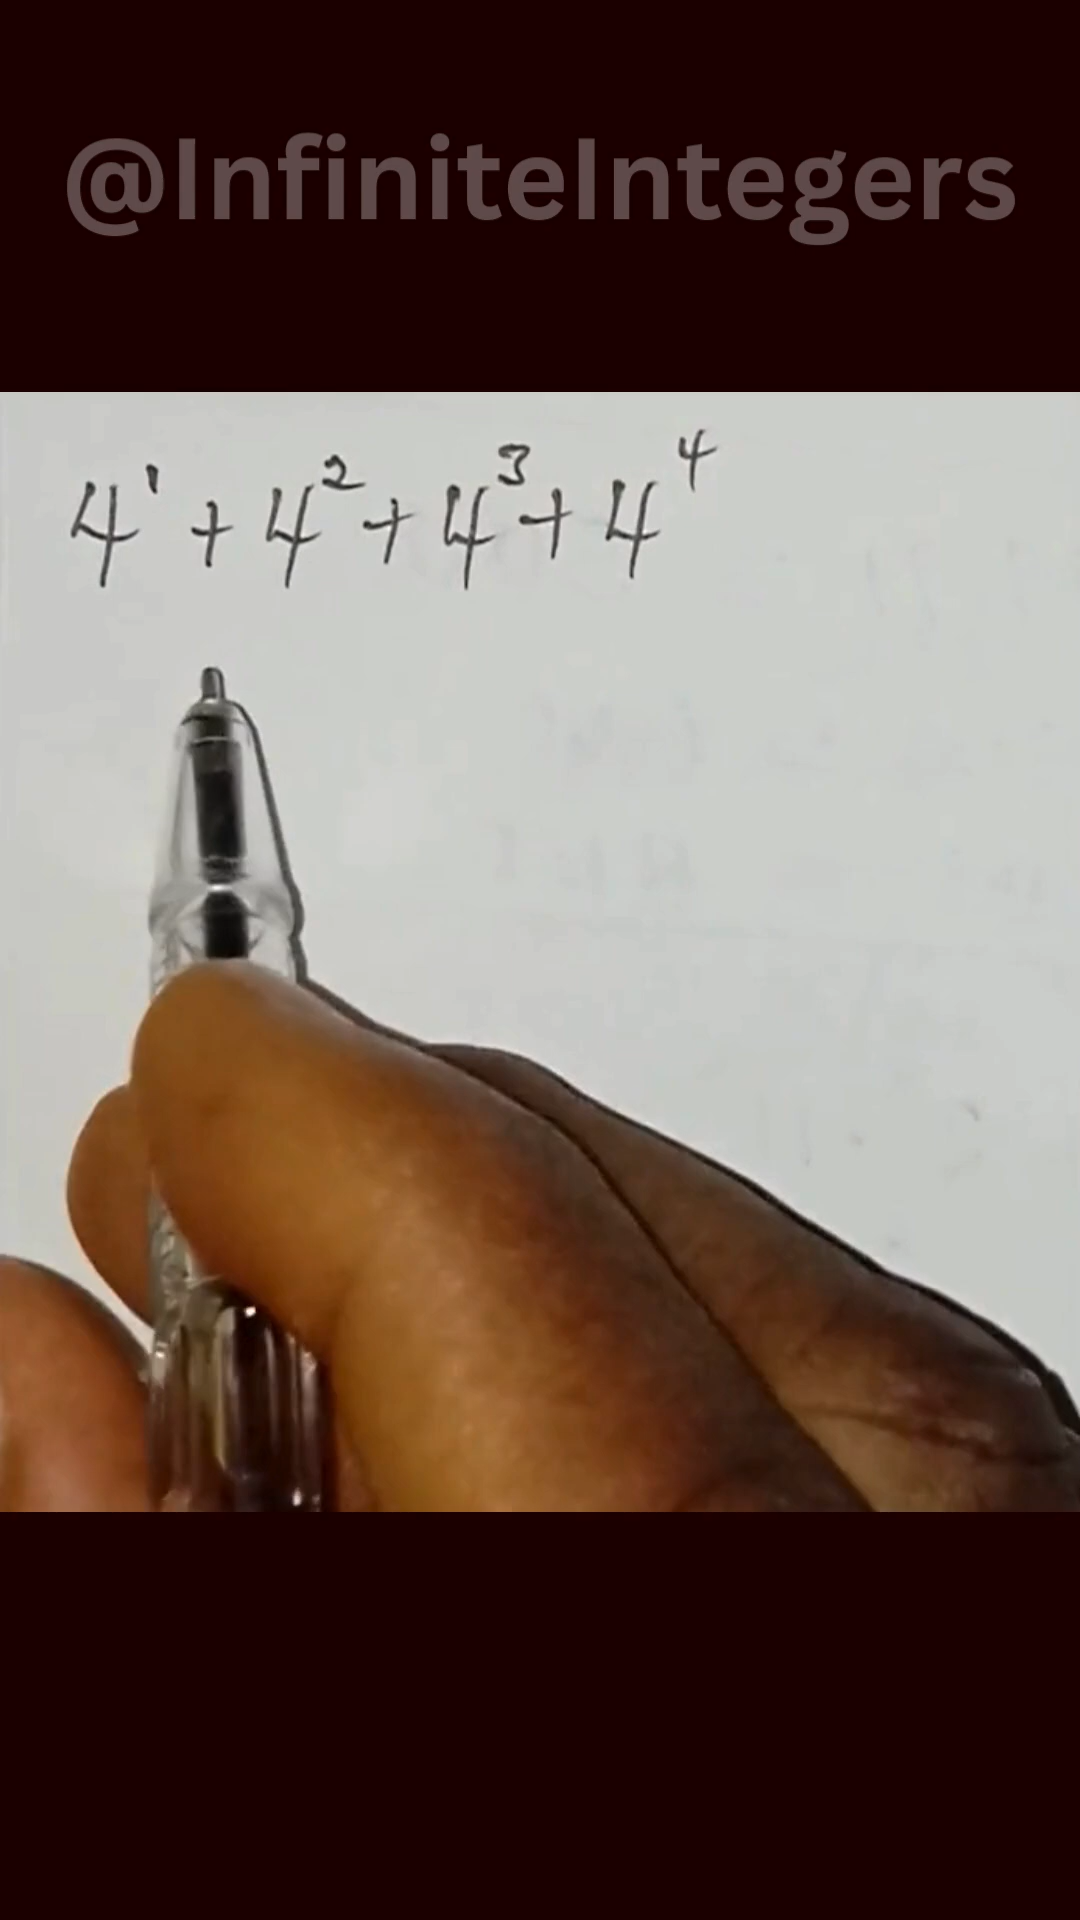 @InfiniteIntegers
4¹ + 4² + 4³ + 4⁴